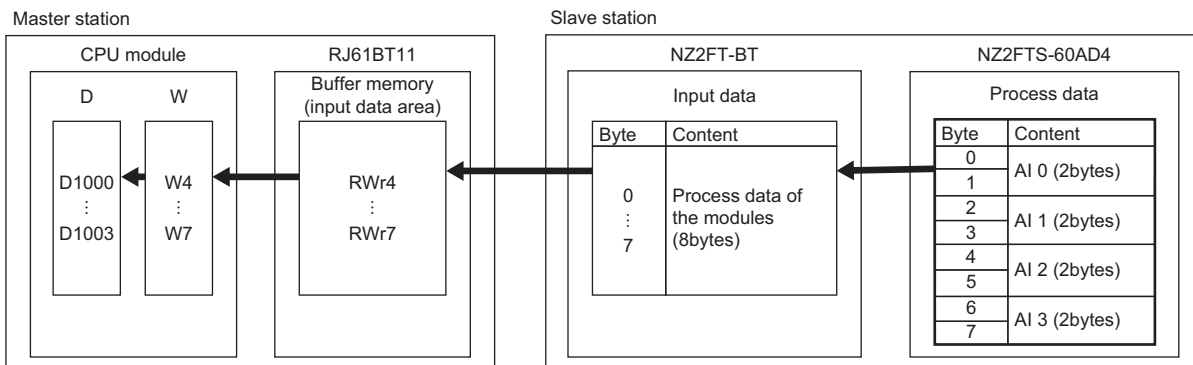 Master station
Slave station
CPU module
RJ61BT11
NZ2FT-BT
NZ2FTS-60AD4
D
W
Buffer memory
(input data area)
Input data
Process data
D1000
⋮
D1003
W4
⋮
W7
RWr4
⋮
RWr7
Byte
Content
0
⋮
7
Process data of
the modules
(8bytes)
Byte
Content
0
1
AI 0 (2bytes)
2
3
AI 1 (2bytes)
4
5
AI 2 (2bytes)
6
7
AI 3 (2bytes)